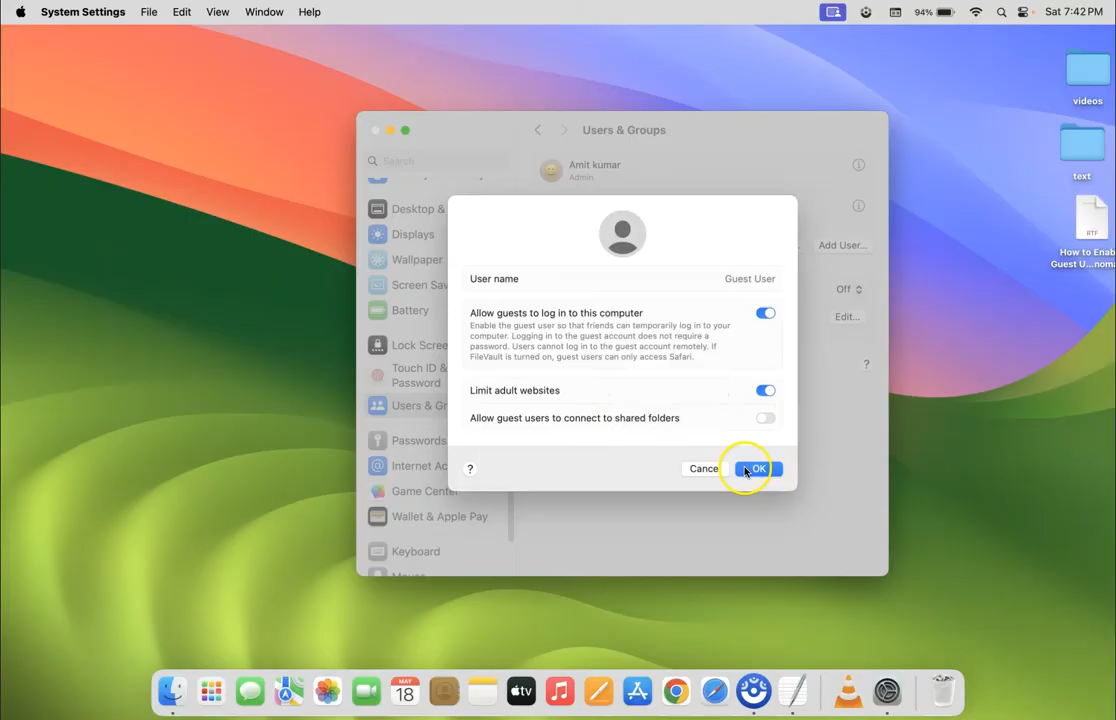 System Settings File Edit View Window Help 94% Sat 7:42 PM
videos
text
RTF
How to Enab
Guest U...noma
Users & Groups
Search
Amit kumar
Admin
Desktop &
Displays
Wallpaper
Screen Sav
Battery
Lock Scree
Touch ID &
Password
Users & Gr
Passwords
Internet Ac
Game Center
Wallet & Apple Pay
Keyboard
Add User...
Off
Edit...
?
User name Guest User
Allow guests to log in to this computer
Enable the guest user so that friends can temporarily log in to your
computer. Logging in to the guest account does not require a
password. Users cannot log in to the guest account remotely. If
FileVault is turned on, guest users can only access Safari.
Limit adult websites
Allow guest users to connect to shared folders
? Cance OK
MAY
18
tv